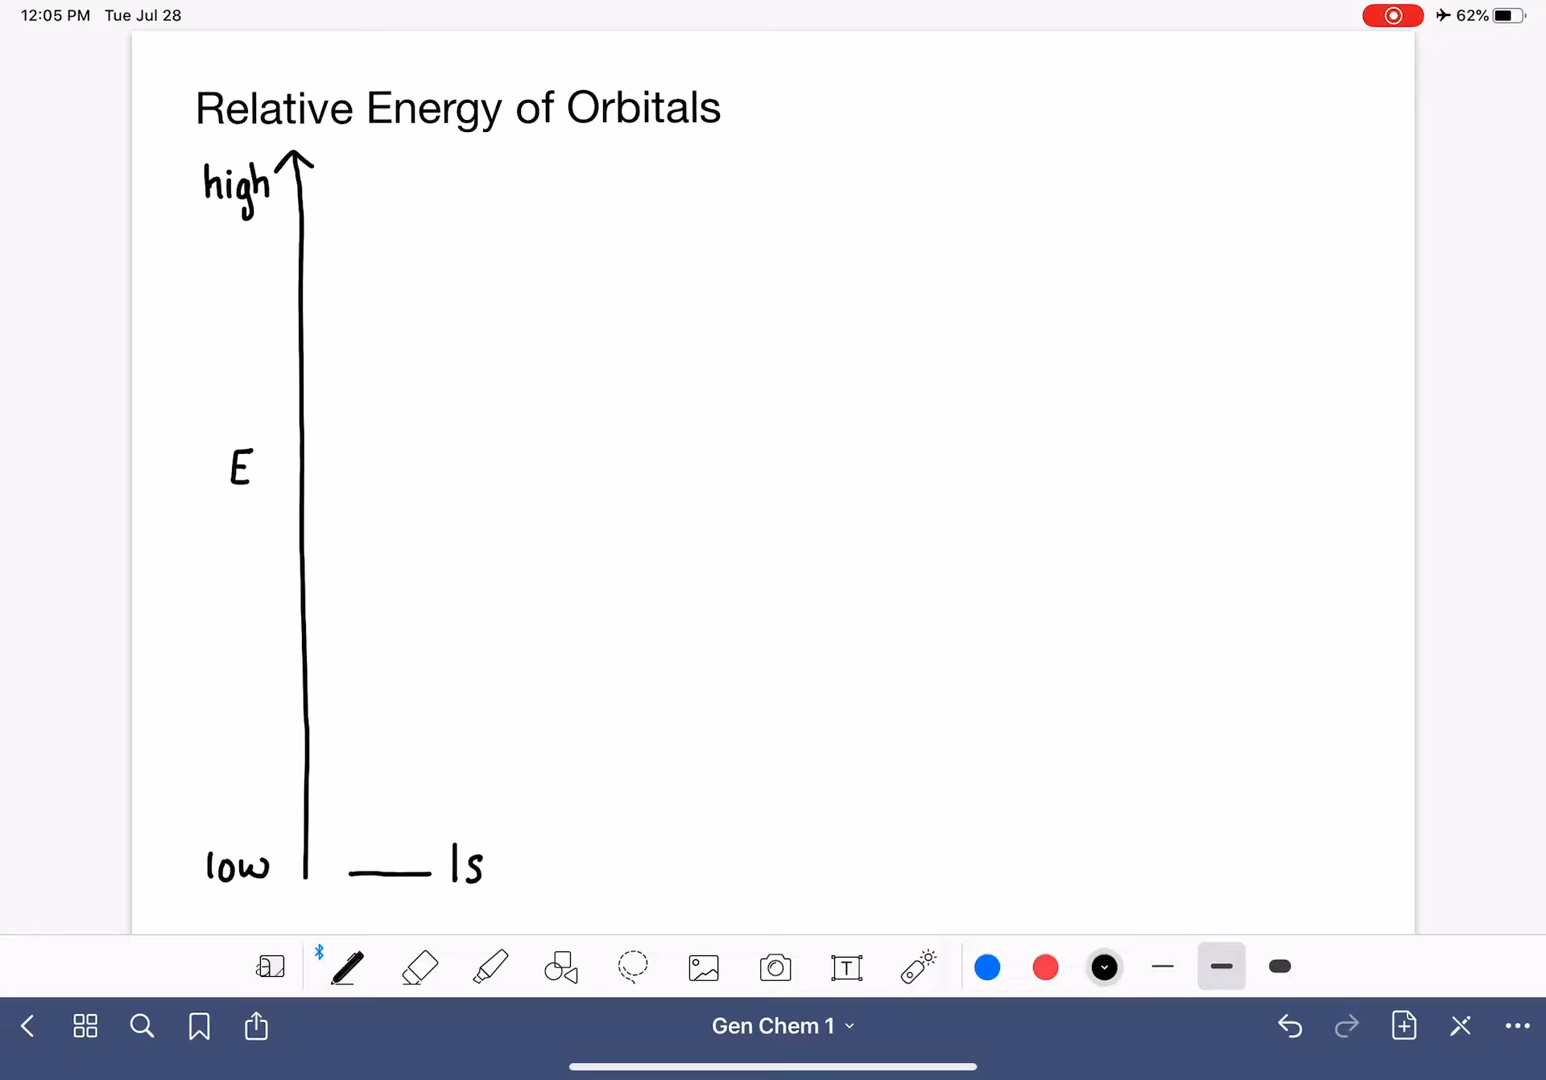 12:05 PM Tue Jul 28
62%
Relative Energy of Orbitals
high
E
low
1s
T
Gen Chem 1